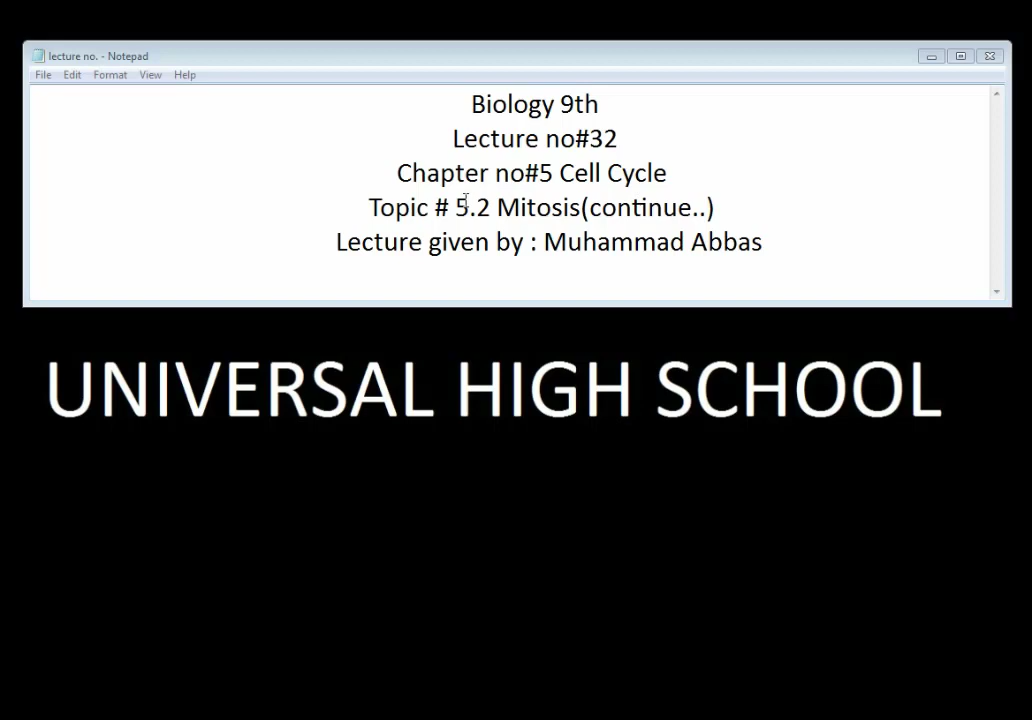 lecture no. - Notepad
File Edit Format View Help
Biology 9th
Lecture no#32
Chapter no#5 Cell Cycle
Topic # 5.2 Mitosis(continue..)
Lecture given by : Muhammad Abbas
UNIVERSAL HIGH SCHOOL